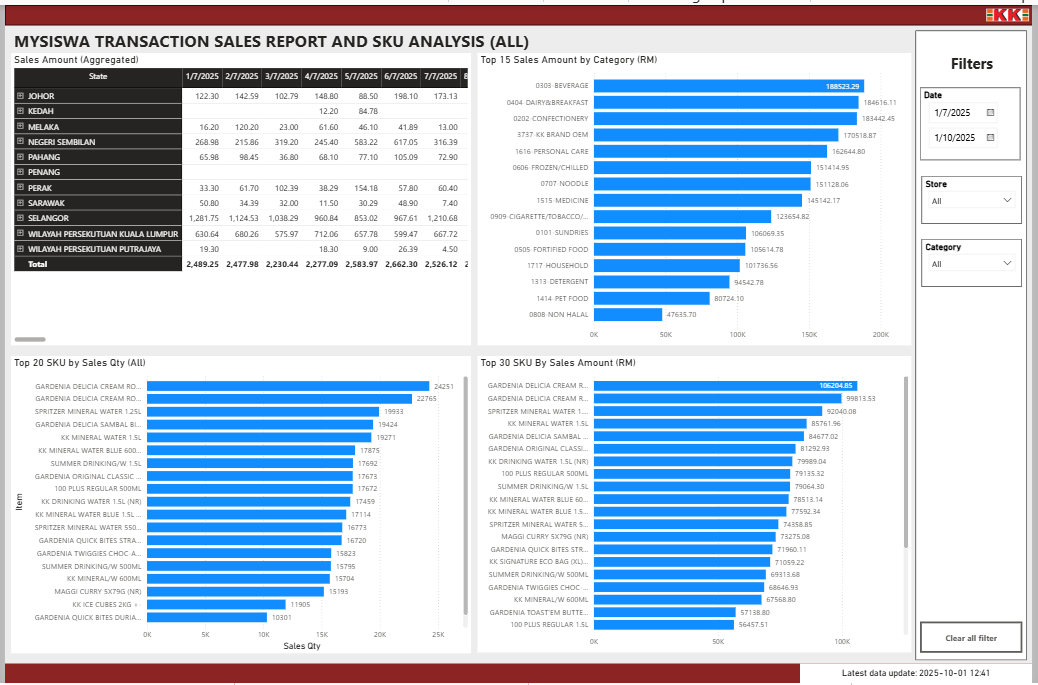 KK
MYSISWA TRANSACTION SALES REPORT AND SKU ANALYSIS (ALL)
Sales Amount (Aggregated)
State 1/7/2025 2/7/2025 3/7/2025 4/7/2025 5/7/2025 6/7/2025 7/7/2025 8
JOHOR 122.30 142.59 102.79 148.80 88.50 198.10 173.13
KEDAH 12.20 84.78
MELAKA 16.20 120.20 23.00 61.60 46.10 41.89 13.00
NEGERI SEMBILAN 268.98 215.86 319.20 245.40 583.22 617.05 316.39
PAHANG 65.98 98.45 36.80 68.10 77.10 105.09 72.90
PENANG
PERAK 33.30 61.70 102.39 38.29 154.18 57.80 60.40
SARAWAK 50.80 34.39 32.00 11.50 30.29 48.90 7.40
SELANGOR 1,281.75 1,124.53 1,038.29 960.84 853.02 967.61 1,210.68
WILAYAH PERSEKUTUAN KUALA LUMPUR 630.64 680.26 575.97 712.06 657.78 599.47 667.72
WILAYAH PERSEKUTUAN PUTRAJAYA 19.30 18.30 9.00 26.39 4.50
Total 2,489.25 2,477.98 2,230.44 2,277.09 2,583.97 2,662.30 2,526.12 2
Top 15 Sales Amount by Category (RM)
0303-BEVERAGE 188523.29
0404-DAIRY&BREAKFAST 184616.11
0202-CONFECTIONERY 183442.45
3737-KK BRAND OEM 170518.87
1616-PERSONAL CARE 162644.80
0606-FROZEN/CHILLED 151414.95
0707-NOODLE 151128.06
1515-MEDICINE 145142.17
0909-CIGARETTE/TOBACCO/... 123654.82
0101-SUNDRIES 106069.35
0505-FORTIFIED FOOD 105614.78
1717-HOUSEHOLD 101736.56
1313-DETERGENT 94542.78
1414-PET FOOD 80724.10
0808-NON HALAL 47635.70
0K 50K 100K 150K 200K
Filters
Date
1/7/2025
1/10/2025
Store
All
Category
All
Top 20 SKU by Sales Qty (All)
Item
GARDENIA DELICIA CREAM RO... 24251
GARDENIA DELICIA CREAM RO... 22765
SPRITZER MINERAL WATER 1.25L 19933
GARDENIA DELICIA SAMBAL BI... 19424
KK MINERAL WATER 1.5L 19271
KK MINERAL WATER BLUE 600... 17875
SUMMER DRINKING/W 1.5L 17692
GARDENIA ORIGINAL CLASSIC ... 17673
100 PLUS REGULAR 500ML 17672
KK DRINKING WATER 1.5L (NR) 17459
KK MINERAL WATER BLUE 1.5L ... 17114
SPRITZER MINERAL WATER 550... 16773
GARDENIA QUICK BITES STRA... 16720
GARDENIA TWIGGIES CHOC-A... 15823
SUMMER DRINKING/W 500ML 15795
KK MINERAL/W 600ML 15704
MAGGI CURRY 5X79G (NR) 15193
KK ICE CUBES 2KG + 11905
GARDENIA QUICK BITES DURIA... 10301
0K 5K 10K 15K 20K 25K
Sales Qty
Top 30 SKU By Sales Amount (RM)
GARDENIA DELICIA CREAM R... 106204.85
GARDENIA DELICIA CREAM R... 99813.53
SPRITZER MINERAL WATER 1.... 92040.08
KK MINERAL WATER 1.5L 85761.96
GARDENIA DELICIA SAMBAL ... 84677.02
GARDENIA ORIGINAL CLASSI... 81292.93
KK DRINKING WATER 1.5L (NR) 79989.04
100 PLUS REGULAR 500ML 79135.32
SUMMER DRINKING/W 1.5L 79064.30
KK MINERAL WATER BLUE 60... 78513.14
KK MINERAL WATER BLUE 1.5... 77592.34
SPRITZER MINERAL WATER 5... 74358.85
MAGGI CURRY 5X79G (NR) 73275.08
GARDENIA QUICK BITES STR... 71960.11
KK SIGNATURE ECO BAG (XL)... 71059.22
SUMMER DRINKING/W 500ML 69313.68
GARDENIA TWIGGIES CHOC-... 68646.93
KK MINERAL/W 600ML 67568.80
GARDENIA TOAST'EM BUTTE... 57138.80
100 PLUS REGULAR 1.5L 56457.51
0K 50K 100K
Clear all filter
Latest data update: 2025-10-01 12:41